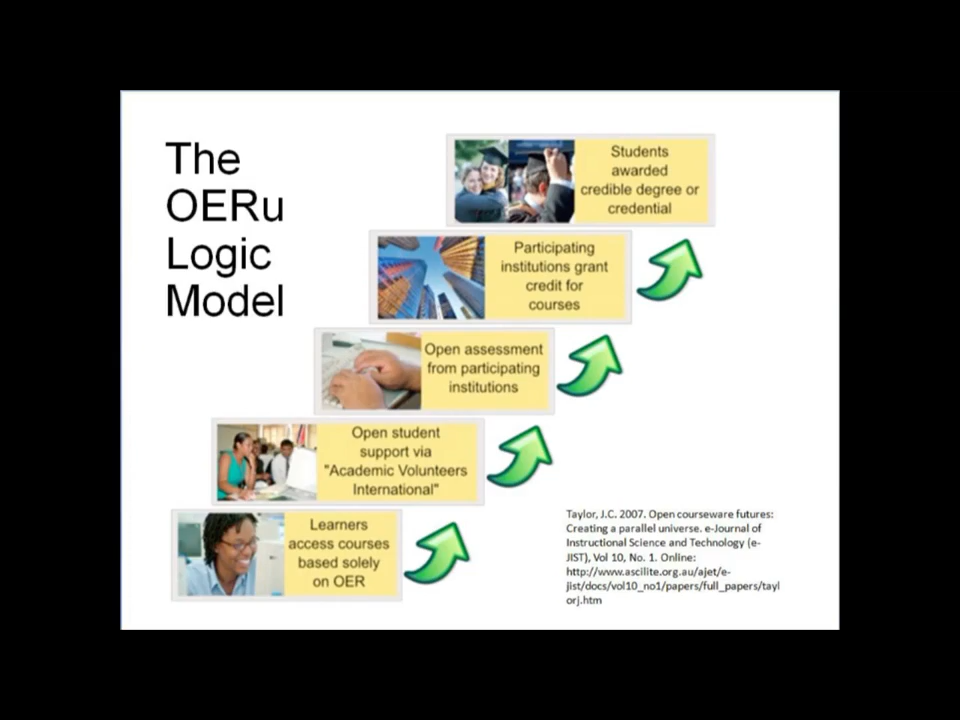 The
OERu
Logic
Model
Students
awarded
credible degree or
credential
Participating
institutions grant
credit for
courses
Open assessment
from participating
institutions
Open student
support via
"Academic Volunteers
International"
Learners
access courses
based solely
on OER
Taylor, J.C. 2007. Open courseware futures:
Creating a parallel universe. e-Journal of
Instructional Science and Technology (e-
JIST), Vol 10, No. 1. Online:
http://www.ascilite.org.au/ajet/e-
jist/docs/vol10_no1/papers/full_papers/tayl
orj.htm